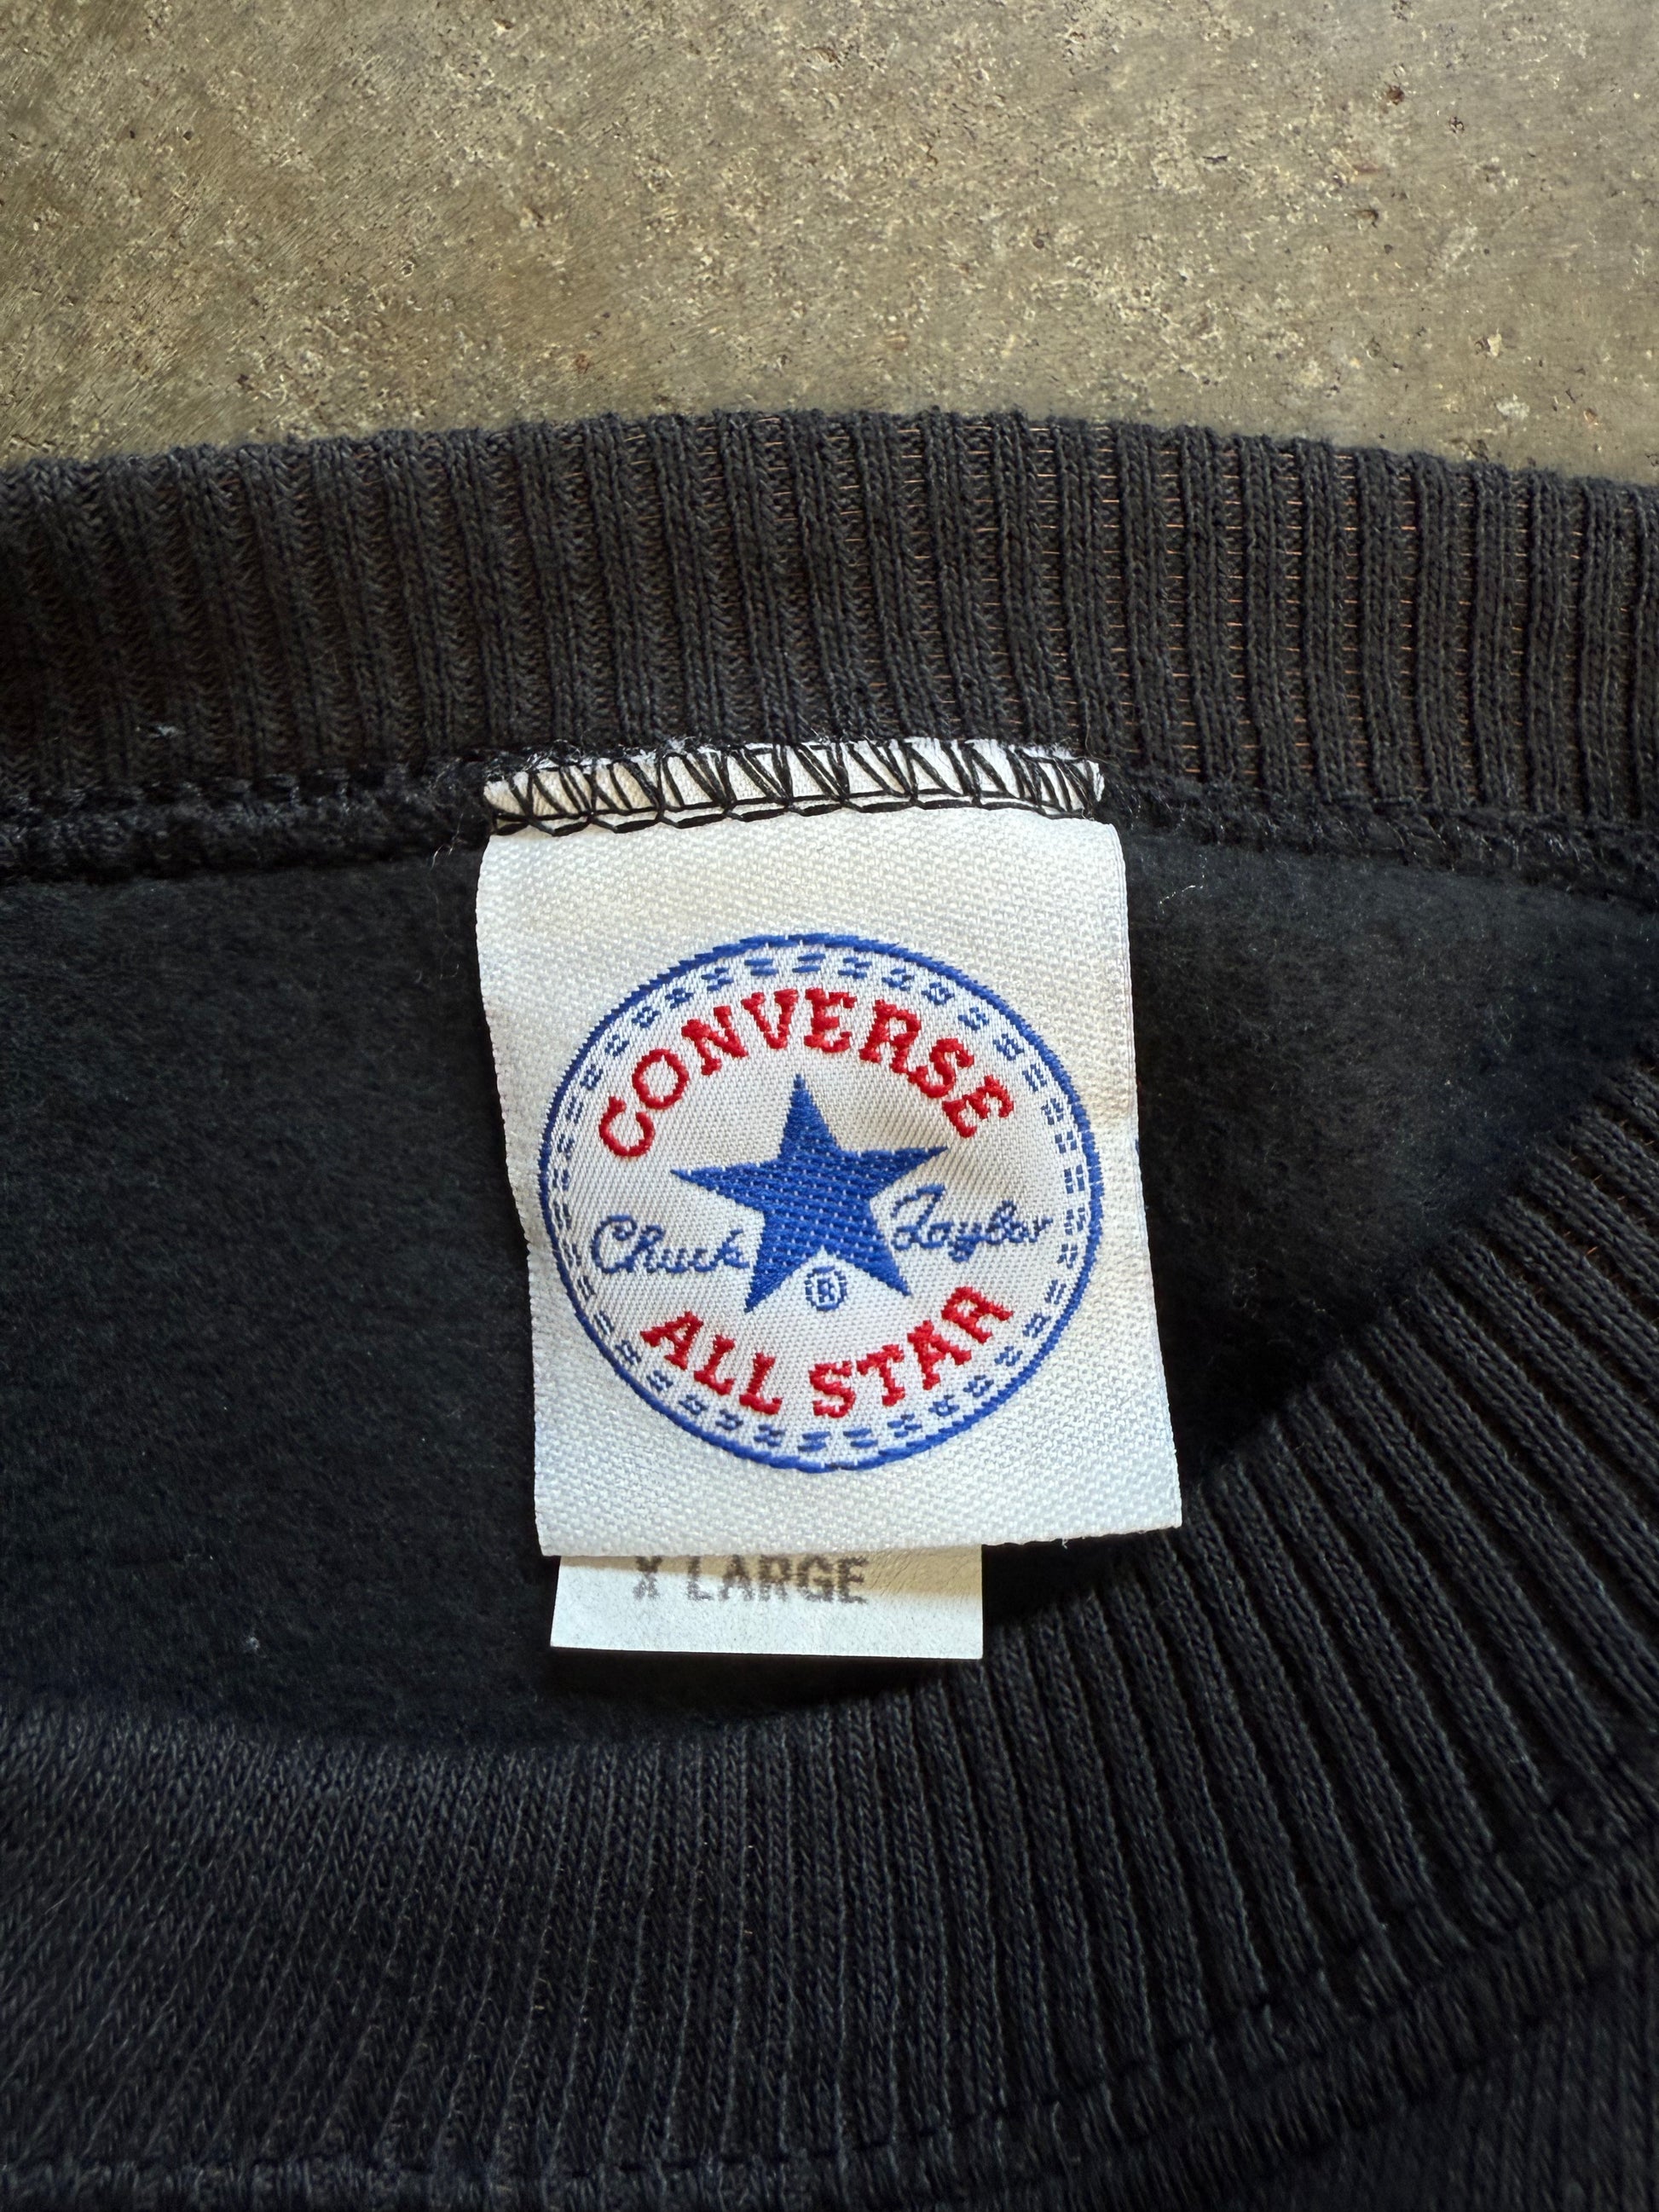 CONVERSE
Chuck Taylor
®
ALL STAR
X LARGE